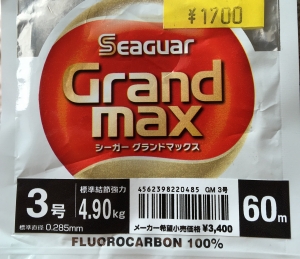 ¥1700
SEAGUAR
Grand
max
シーガー グランドマックス
3号
標準直径 0.285mm
標準結節強力
4.90kg
4562398220485 GM 3号
メーカー希望小売価格 ¥3,400
60m
FLUOROCARBON 100%